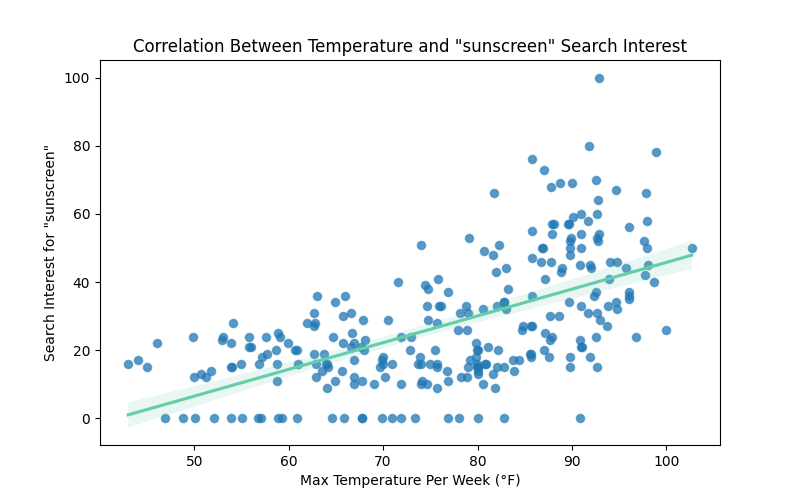 Correlation Between Temperature and "sunscreen" Search Interest
100
80
60
40
20
0
Search Interest for "sunscreen"
50 60 70 80 90 100
Max Temperature Per Week (°F)